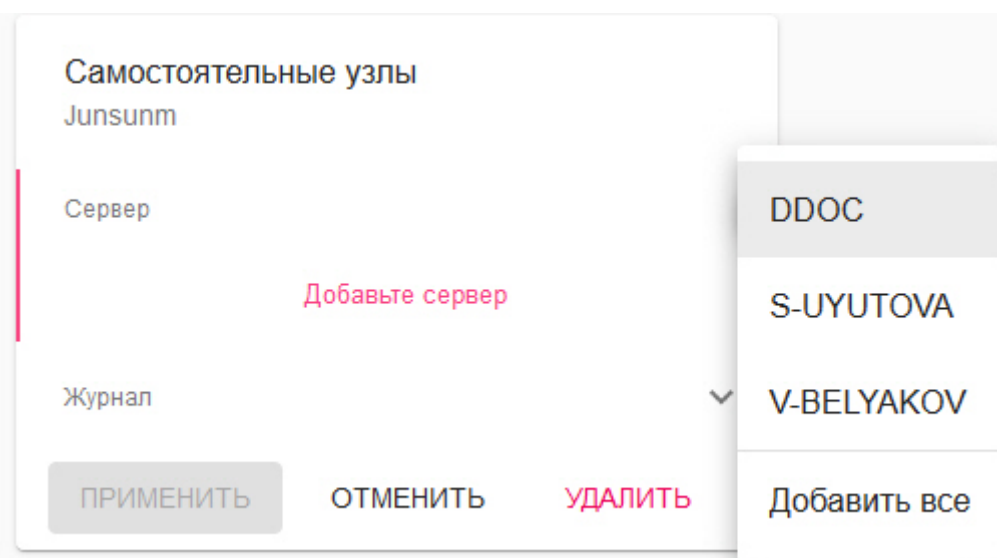 Самостоятельные узлы
Junsunm
Сервер
Добавьте сервер
Журнал
ПРИМЕНИТЬ
ОТМЕНИТЬ
УДАЛИТЬ
DDOC
S-UYUTOVA
V-BELYAKOV
Добавить все